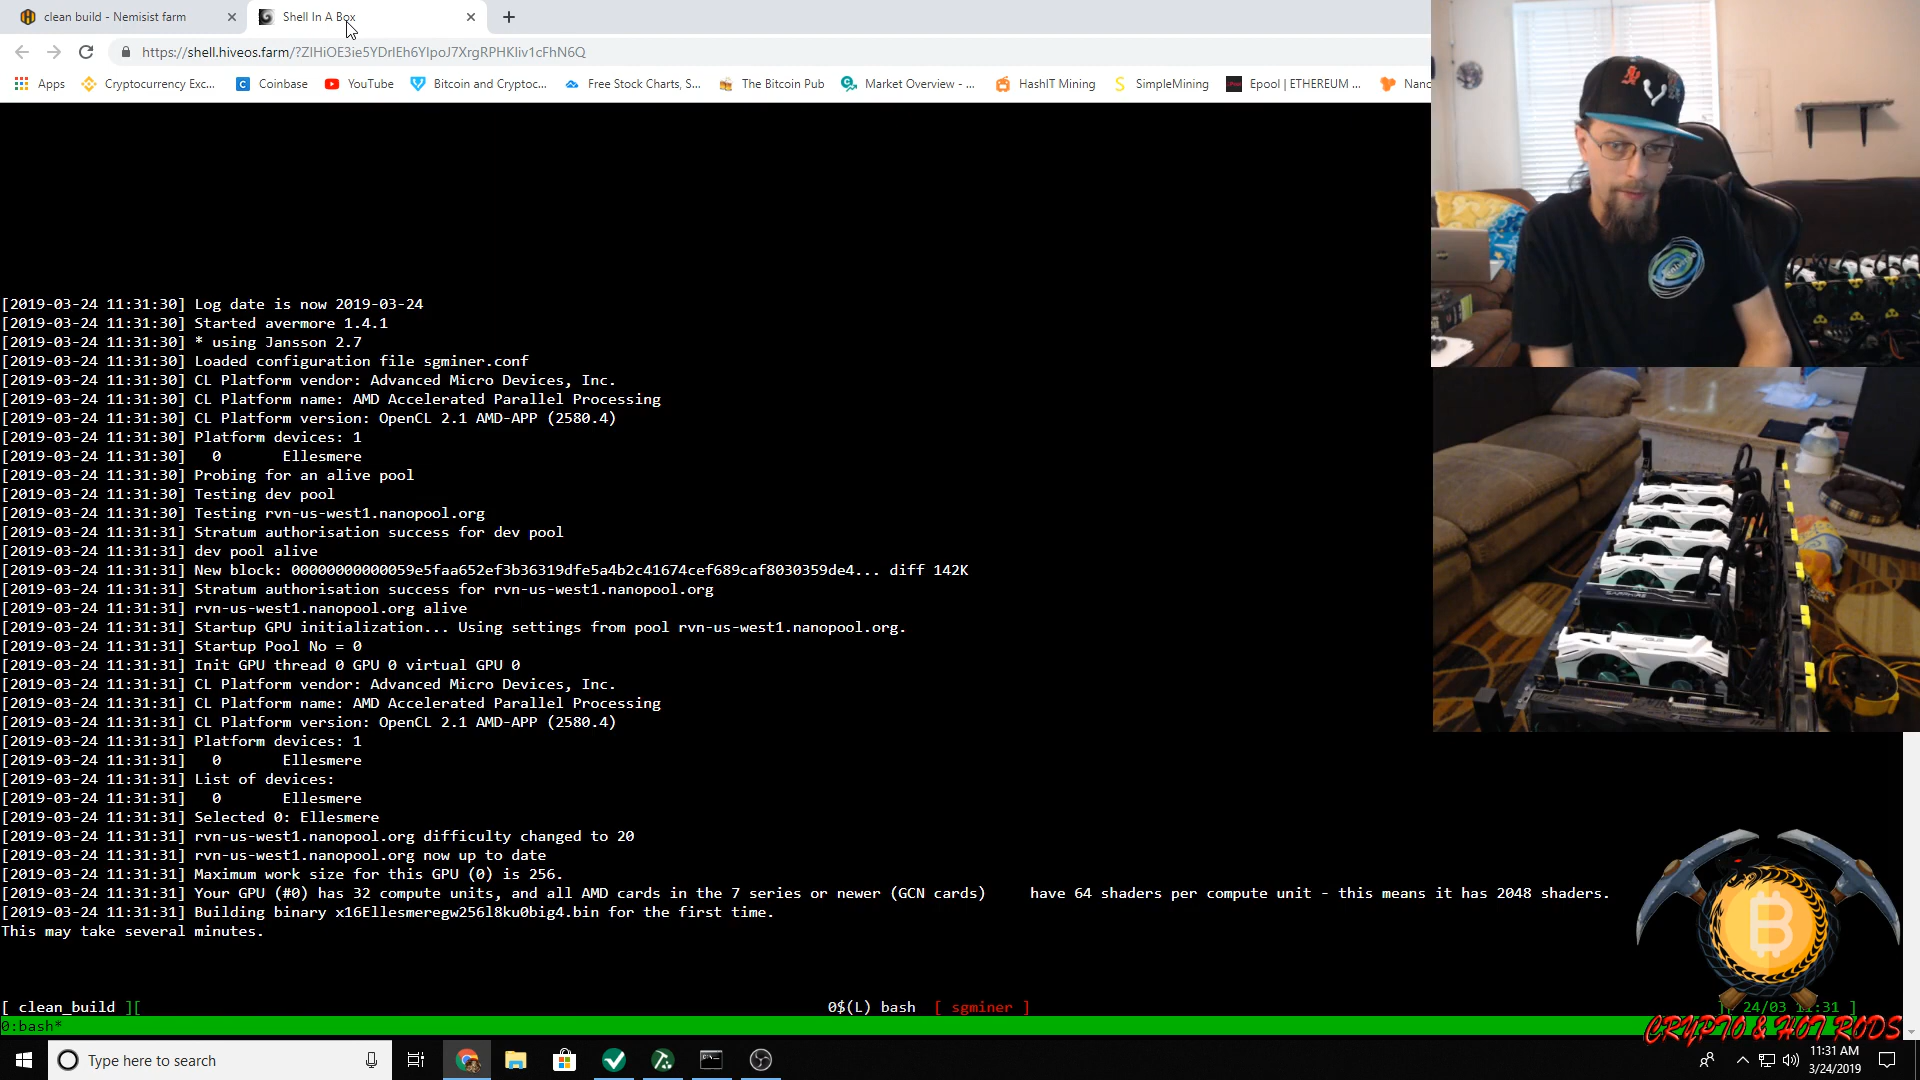 clean build - Nemisist farm
Shell In A Box
https://shell.hiveos.farm/?ZIHiOE3ie5YDrIEh6YIpoJ7XrgRPHKIiv1cFhN6Q
Apps
Cryptocurrency Exc...
Coinbase
YouTube
Bitcoin and Cryptoc...
Free Stock Charts, S...
The Bitcoin Pub
Market Overview - ...
HashIT Mining
SimpleMining
Epool | ETHEREUM ...
Nanc
[2019-03-24 11:31:30] Log date is now 2019-03-24
[2019-03-24 11:31:30] Started avermore 1.4.1
[2019-03-24 11:31:30] * using Jansson 2.7
[2019-03-24 11:31:30] Loaded configuration file sgminer.conf
[2019-03-24 11:31:30] CL Platform vendor: Advanced Micro Devices, Inc.
[2019-03-24 11:31:30] CL Platform name: AMD Accelerated Parallel Processing
[2019-03-24 11:31:30] CL Platform version: OpenCL 2.1 AMD-APP (2580.4)
[2019-03-24 11:31:30] Platform devices: 1
[2019-03-24 11:31:30] 0 Ellesmere
[2019-03-24 11:31:30] Probing for an alive pool
[2019-03-24 11:31:30] Testing dev pool
[2019-03-24 11:31:30] Testing rvn-us-west1.nanopool.org
[2019-03-24 11:31:31] Stratum authorisation success for dev pool
[2019-03-24 11:31:31] dev pool alive
[2019-03-24 11:31:31] New block: 00000000000059e5faa652ef3b36319dfe5a4b2c41674cef689caf8030359de4... diff 142K
[2019-03-24 11:31:31] Stratum authorisation success for rvn-us-west1.nanopool.org
[2019-03-24 11:31:31] rvn-us-west1.nanopool.org alive
[2019-03-24 11:31:31] Startup GPU initialization... Using settings from pool rvn-us-west1.nanopool.org.
[2019-03-24 11:31:31] Startup Pool No = 0
[2019-03-24 11:31:31] Init GPU thread 0 GPU 0 virtual GPU 0
[2019-03-24 11:31:31] CL Platform vendor: Advanced Micro Devices, Inc.
[2019-03-24 11:31:31] CL Platform name: AMD Accelerated Parallel Processing
[2019-03-24 11:31:31] CL Platform version: OpenCL 2.1 AMD-APP (2580.4)
[2019-03-24 11:31:31] Platform devices: 1
[2019-03-24 11:31:31] 0 Ellesmere
[2019-03-24 11:31:31] List of devices:
[2019-03-24 11:31:31] 0 Ellesmere
[2019-03-24 11:31:31] Selected 0: Ellesmere
[2019-03-24 11:31:31] rvn-us-west1.nanopool.org difficulty changed to 20
[2019-03-24 11:31:31] rvn-us-west1.nanopool.org now up to date
[2019-03-24 11:31:31] Maximum work size for this GPU (0) is 256.
[2019-03-24 11:31:31] Your GPU (#0) has 32 compute units, and all AMD cards in the 7 series or newer (GCN cards) have 64 shaders per compute unit - this means it has 2048 shaders.
[2019-03-24 11:31:31] Building binary x16Ellesmeregw256l8ku0big4.bin for the first time.
This may take several minutes.
[ clean_build ][ 0$(L) bash [ sgminer ] ][ 24/03 11:31 ]
0:bash*
CRYPTO & HOT RODS
Type here to search
11:31 AM
3/24/2019